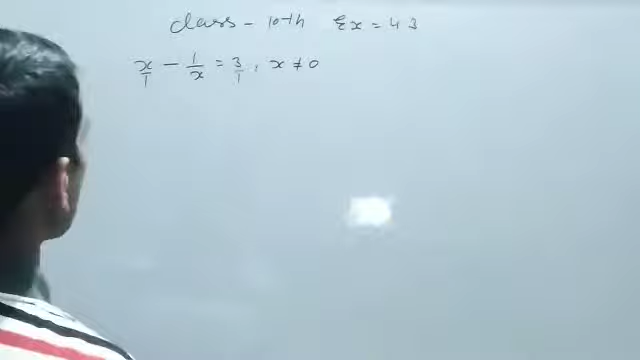 class - 10th Ex = 4 3
x/1 - 1/x = 3/1, x ≠ 0